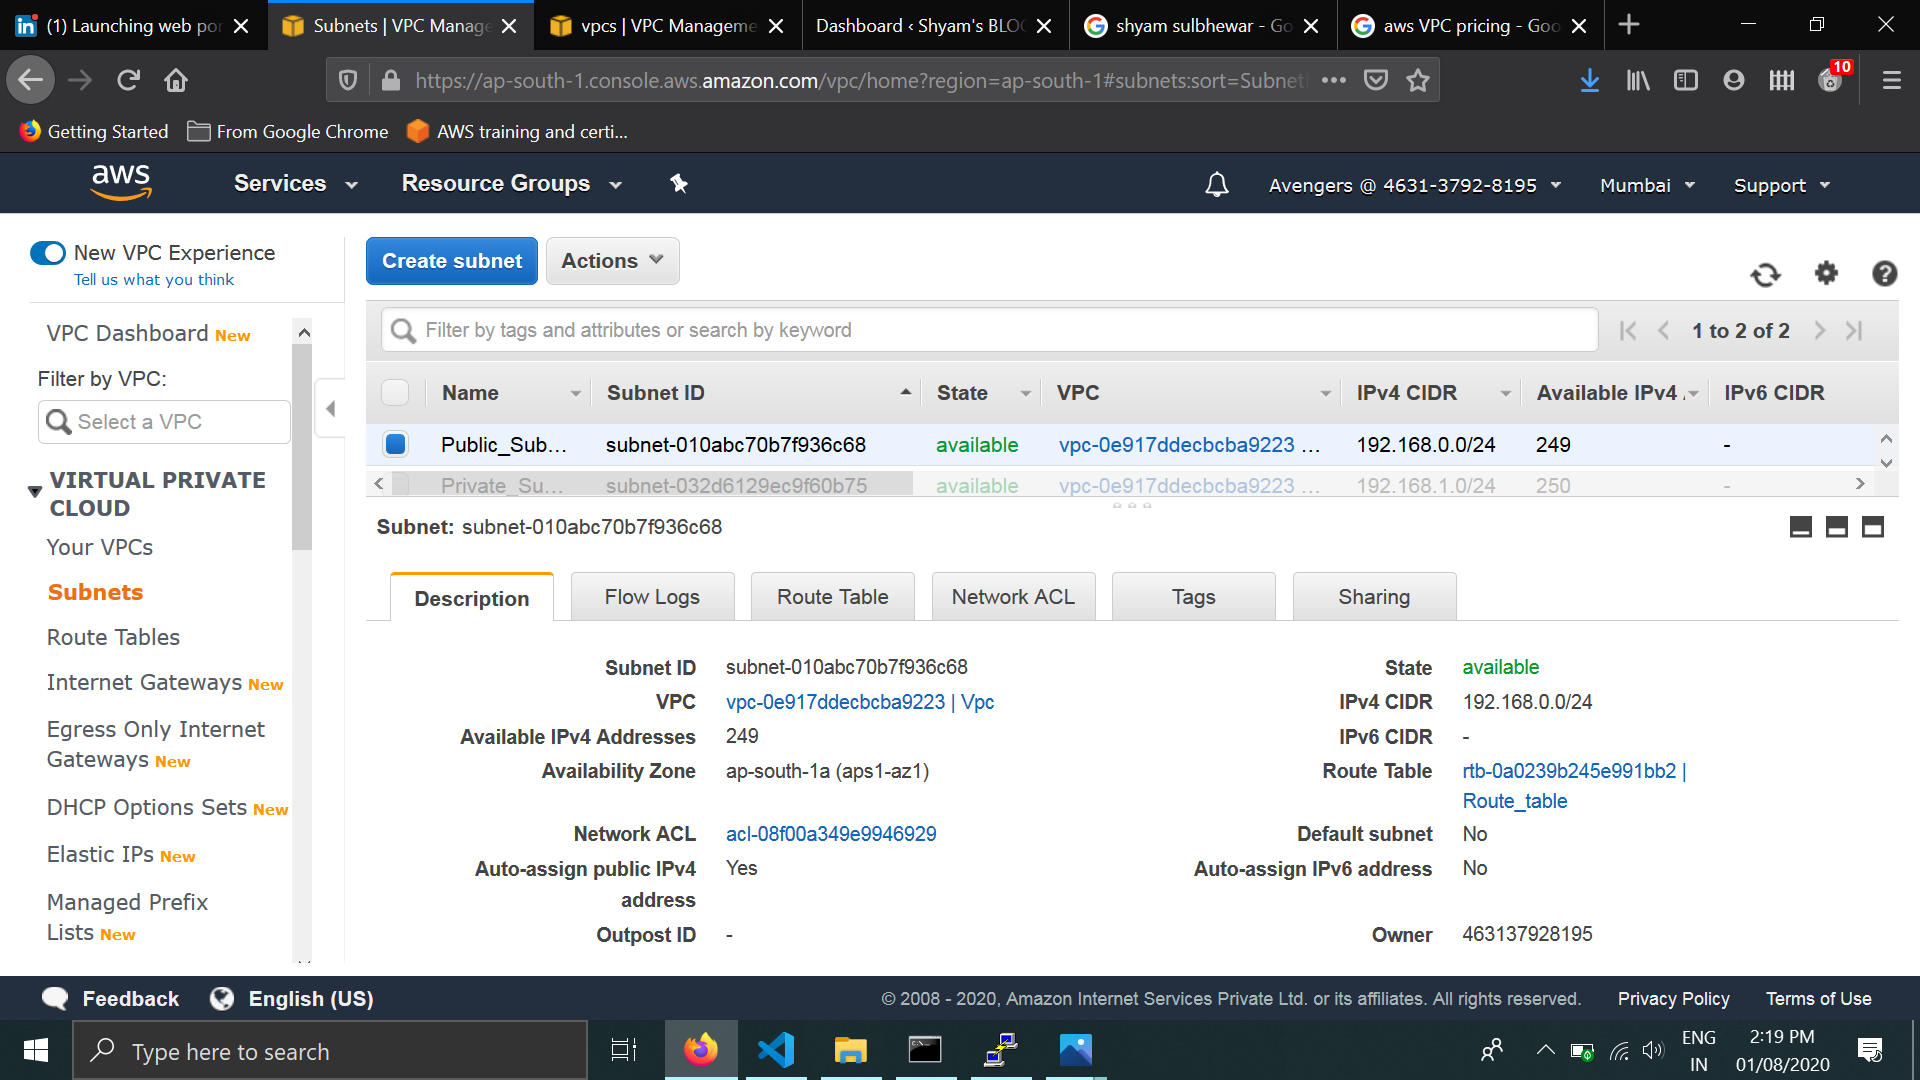 (1) Launching web por
Subnets | VPC Manage
vpcs | VPC Manageme
Dashboard ‹ Shyam's BLO
shyam sulbhewar - Go
aws VPC pricing - Goo
https://ap-south-1.console.aws.amazon.com/vpc/home?region=ap-south-1#subnets:sort=Subnet
10
Getting Started
From Google Chrome
AWS training and certi...
aws
Services
Resource Groups
Avengers @ 4631-3792-8195
Mumbai
Support
New VPC Experience
Tell us what you think
VPC Dashboard New
Filter by VPC:
Select a VPC
VIRTUAL PRIVATE
CLOUD
Your VPCs
Subnets
Route Tables
Internet Gateways New
Egress Only Internet
Gateways New
DHCP Options Sets New
Elastic IPs New
Managed Prefix
Lists New
Create subnet
Actions
Filter by tags and attributes or search by keyword
1 to 2 of 2
Name Subnet ID State VPC IPv4 CIDR Available IPv4 IPv6 CIDR
Public_Sub... subnet-010abc70b7f936c68 available vpc-0e917ddecbcba9223 ... 192.168.0.0/24 249 -
Private_Su... subnet-032d6129ec9f60b75 available vpc-0e917ddecbcba9223 ... 192.168.1.0/24 250 -
Subnet: subnet-010abc70b7f936c68
Description
Flow Logs
Route Table
Network ACL
Tags
Sharing
Subnet ID subnet-010abc70b7f936c68 State available
VPC vpc-0e917ddecbcba9223 | Vpc IPv4 CIDR 192.168.0.0/24
Available IPv4 Addresses 249 IPv6 CIDR -
Availability Zone ap-south-1a (aps1-az1) Route Table rtb-0a0239b245e991bb2 |
Route_table
Network ACL acl-08f00a349e9946929 Default subnet No
Auto-assign public IPv4 Yes Auto-assign IPv6 address No
address
Outpost ID - Owner 463137928195
Feedback
English (US)
© 2008 - 2020, Amazon Internet Services Private Ltd. or its affiliates. All rights reserved.
Privacy Policy
Terms of Use
Type here to search
ENG
IN
2:19 PM
01/08/2020